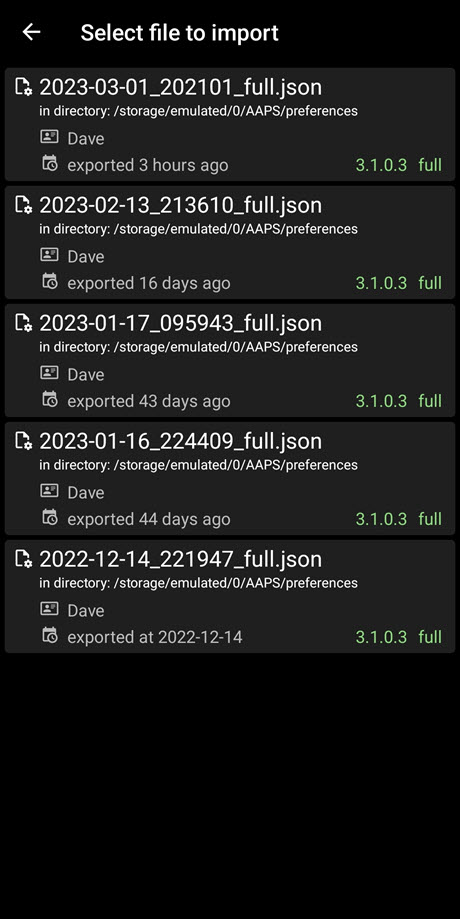 Select file to import
2023-03-01_202101_full.json
in directory: /storage/emulated/0/AAPS/preferences
Dave
exported 3 hours ago 3.1.0.3 full
2023-02-13_213610_full.json
in directory: /storage/emulated/0/AAPS/preferences
Dave
exported 16 days ago 3.1.0.3 full
2023-01-17_095943_full.json
in directory: /storage/emulated/0/AAPS/preferences
Dave
exported 43 days ago 3.1.0.3 full
2023-01-16_224409_full.json
in directory: /storage/emulated/0/AAPS/preferences
Dave
exported 44 days ago 3.1.0.3 full
2022-12-14_221947_full.json
in directory: /storage/emulated/0/AAPS/preferences
Dave
exported at 2022-12-14 3.1.0.3 full